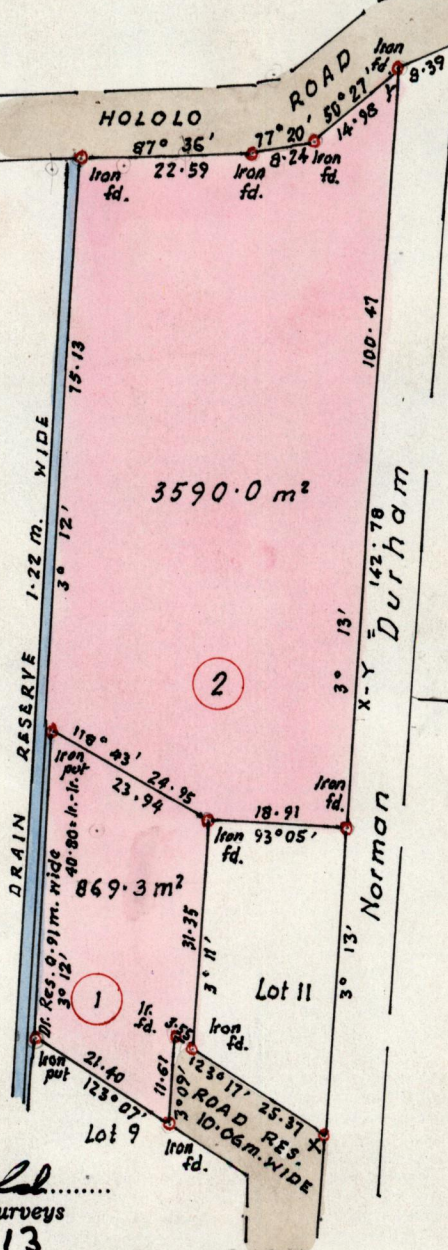 Iron
fd.
8·39
HOLOLO ROAD
87° 36'
22·59
77° 20'
8·24
50° 27'
14·98
Y
Iron
fd.
Iron
fd.
Iron
fd.
75·13
100·47
DRAIN RESERVE 1·22 m. WIDE
3° 12'
3590·0 m²
2
3° 13'
X-Y = 142·78
Norman Durham
118° 43'
24·95
23·94
Iron
put
Iron
fd.
18·91
93° 05'
Iron
fd.
Dr. Res. 0·91 m. wide
40·80 Ir.-Ir.
3° 12'
869·3 m²
1
31·35
3° 11'
Lot 11
3° 13'
Ir.
fd.
3·55
Iron
fd.
Iron
put
21·40
123° 07'
11·61
3° 09'
123° 17'
25·37
X
ROAD RES.
10·06 m. WIDE
Lot 9
Iron
fd.
urveys
13